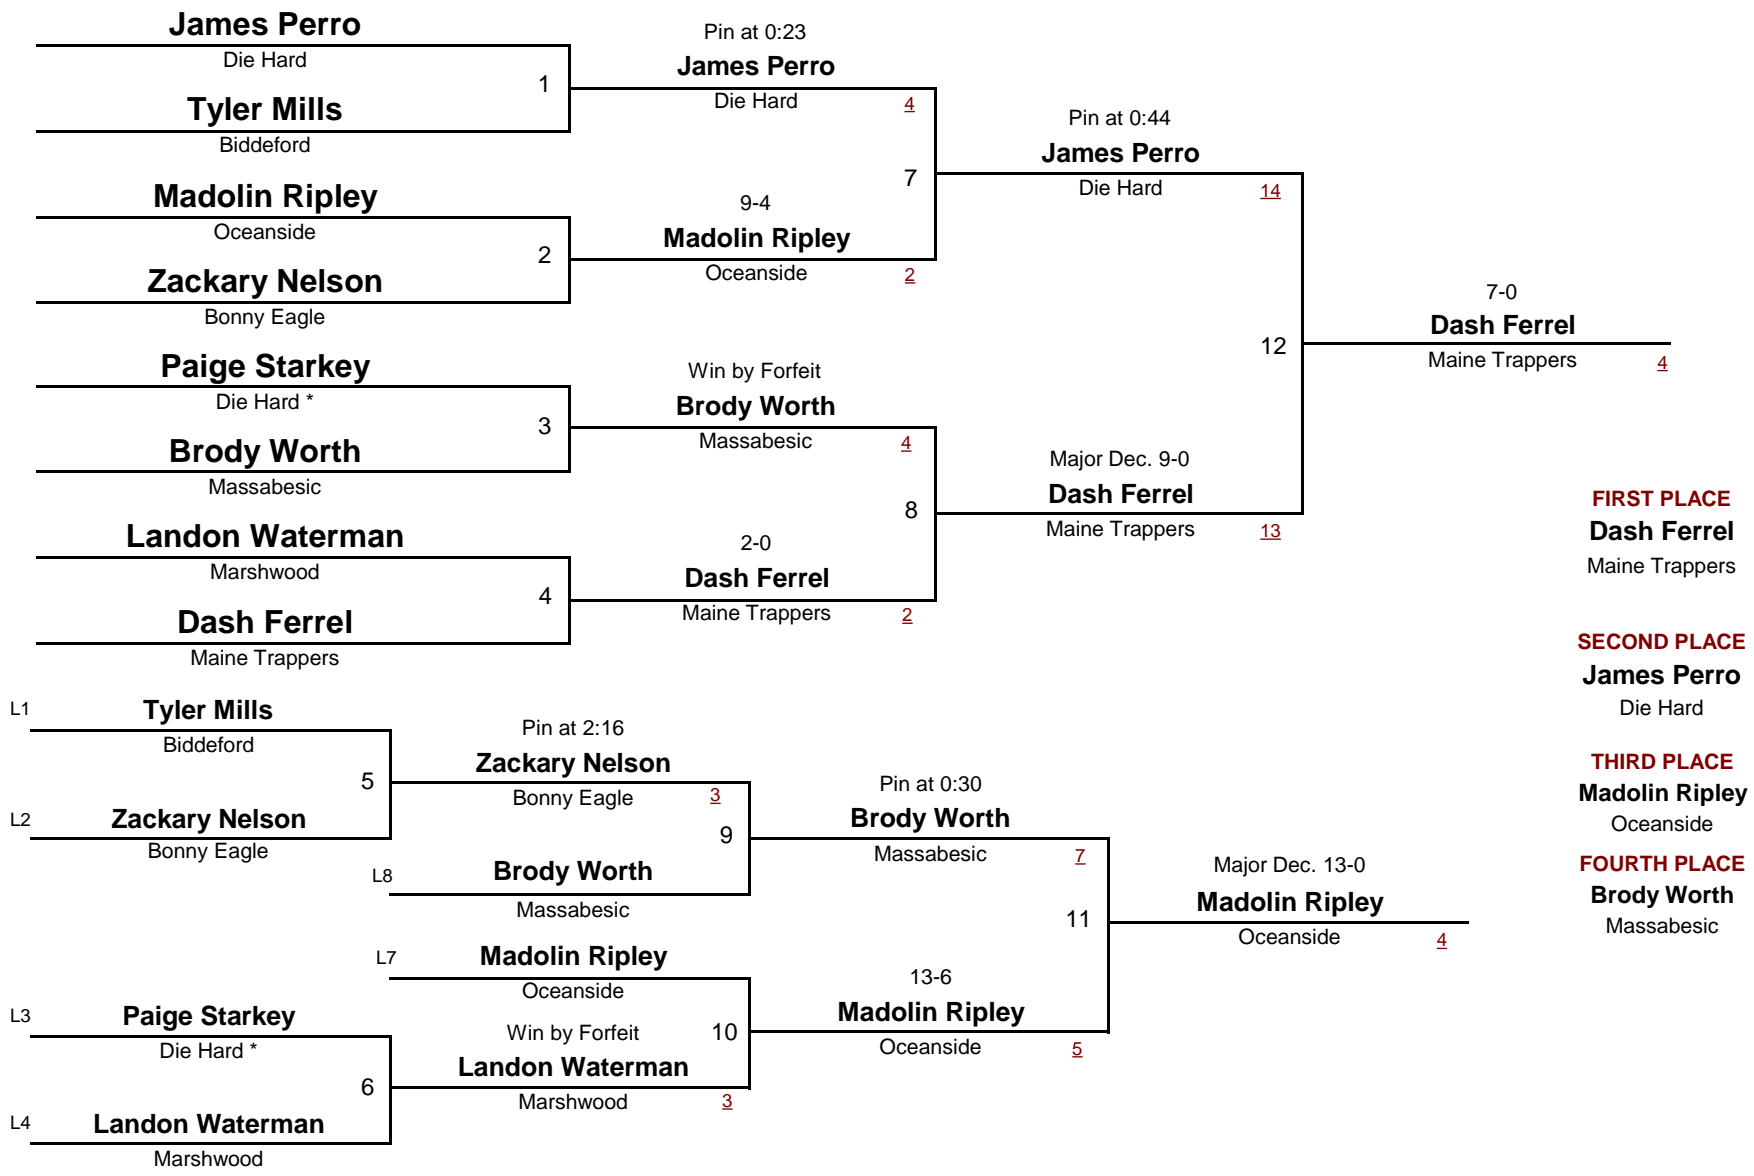 James Perro
Die Hard
1
Tyler Mills
Biddeford
Madolin Ripley
Oceanside
2
Zackary Nelson
Bonny Eagle
Paige Starkey
Die Hard *
3
Brody Worth
Massabesic
Landon Waterman
Marshwood
4
Dash Ferrel
Maine Trappers
Pin at 0:23
James Perro
Die Hard 4
7
9-4
Madolin Ripley
Oceanside 2
Win by Forfeit
Brody Worth
Massabesic 4
8
2-0
Dash Ferrel
Maine Trappers 2
Pin at 0:44
James Perro
Die Hard 14
12
Major Dec. 9-0
Dash Ferrel
Maine Trappers 13
7-0
Dash Ferrel
Maine Trappers 4
L1 Tyler Mills
Biddeford
5
L2 Zackary Nelson
Bonny Eagle
L3 Paige Starkey
Die Hard *
6
L4 Landon Waterman
Marshwood
Pin at 2:16
Zackary Nelson
Bonny Eagle 3
9
L8 Brody Worth
Massabesic
L7 Madolin Ripley
Oceanside
Win by Forfeit 10
Landon Waterman
Marshwood 3
Pin at 0:30
Brody Worth
Massabesic 7
11
13-6
Madolin Ripley
Oceanside 5
Major Dec. 13-0
Madolin Ripley
Oceanside 4
FIRST PLACE
Dash Ferrel
Maine Trappers
SECOND PLACE
James Perro
Die Hard
THIRD PLACE
Madolin Ripley
Oceanside
FOURTH PLACE
Brody Worth
Massabesic